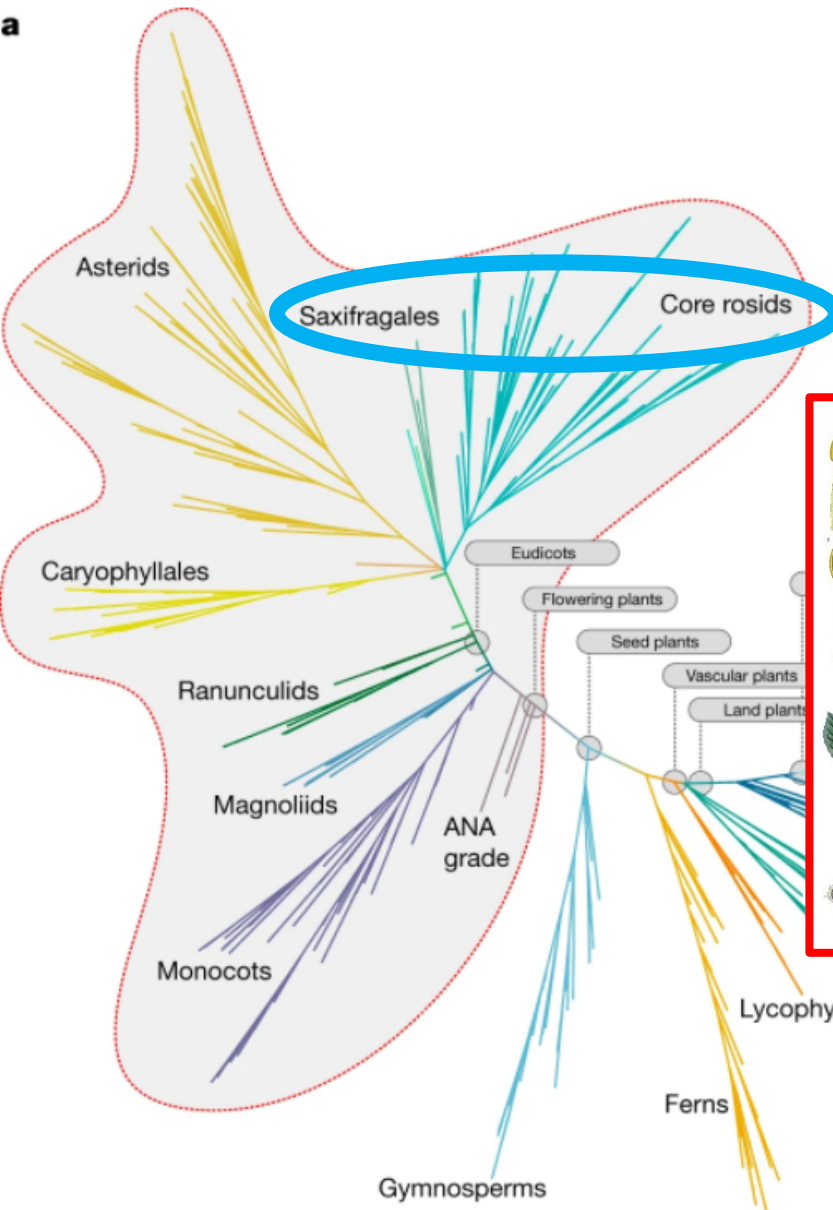 a
Asterids
Saxifragales
Core rosids
Eudicots
Caryophyllales
Flowering plants
Seed plants
Vascular plants
Ranunculids
Land plants
Magnoliids
ANA
grade
Monocots
Lycophy
Ferns
Gymnosperms